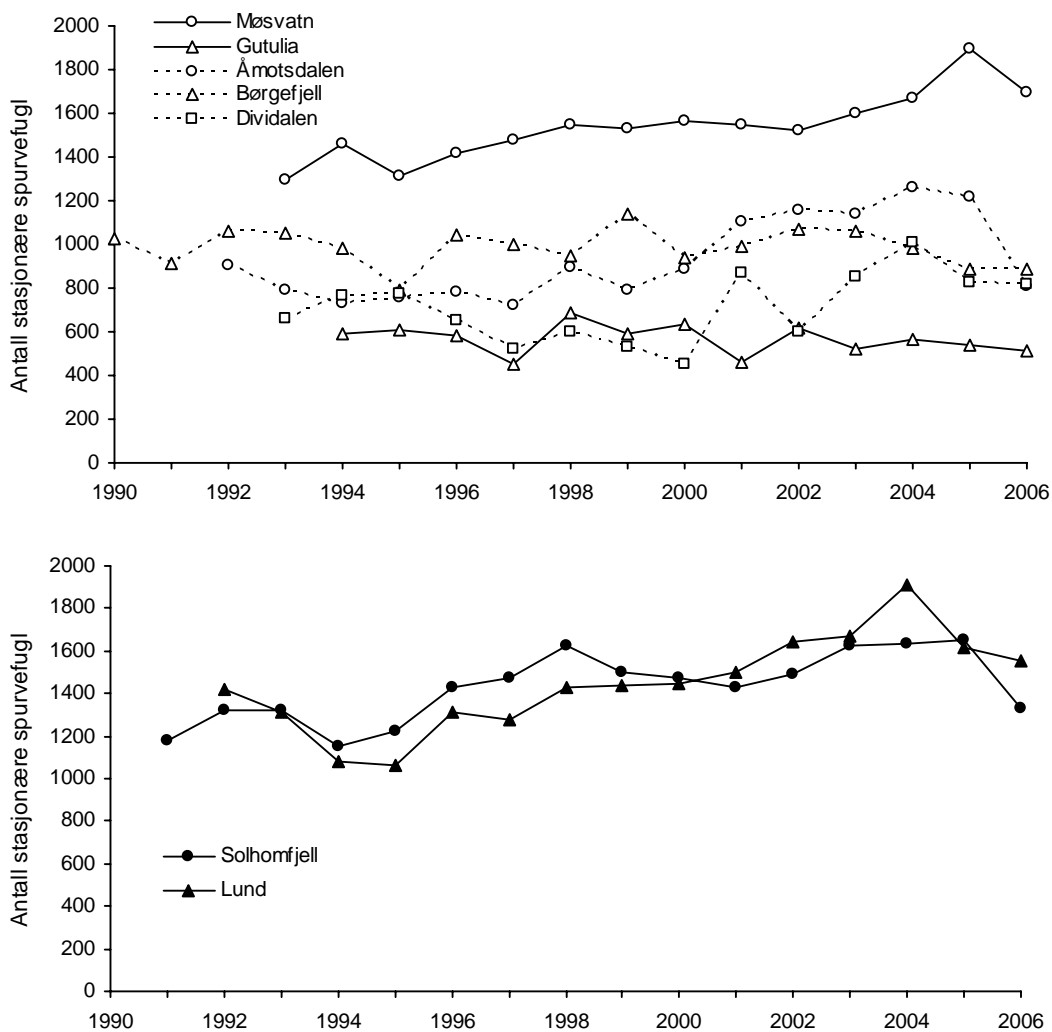 Antall stasjonære spurvefugl
2000
1800
1600
1400
1200
1000
800
600
400
200
0
Møsvatn
Gutulia
Åmotsdalen
Børgefjell
Dividalen
1990 1992 1994 1996 1998 2000 2002 2004 2006
Antall stasjonære spurvefugl
2000
1800
1600
1400
1200
1000
800
600
400
200
0
Solhomfjell
Lund
1990 1992 1994 1996 1998 2000 2002 2004 2006